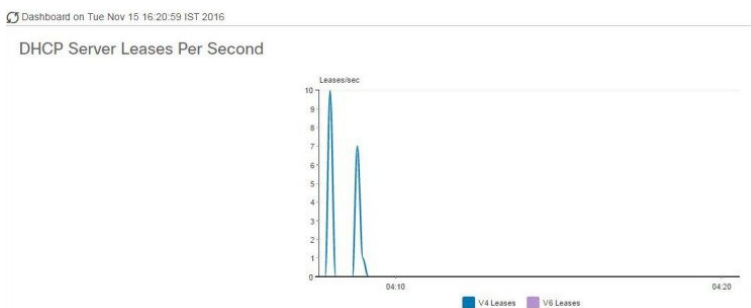 Dashboard on Tue Nov 15 16:20:59 IST 2016
DHCP Server Leases Per Second
Leases/sec
10
9
8
7
6
5
4
3
2
1
0
04:10
04:20
V4 Leases
V6 Leases